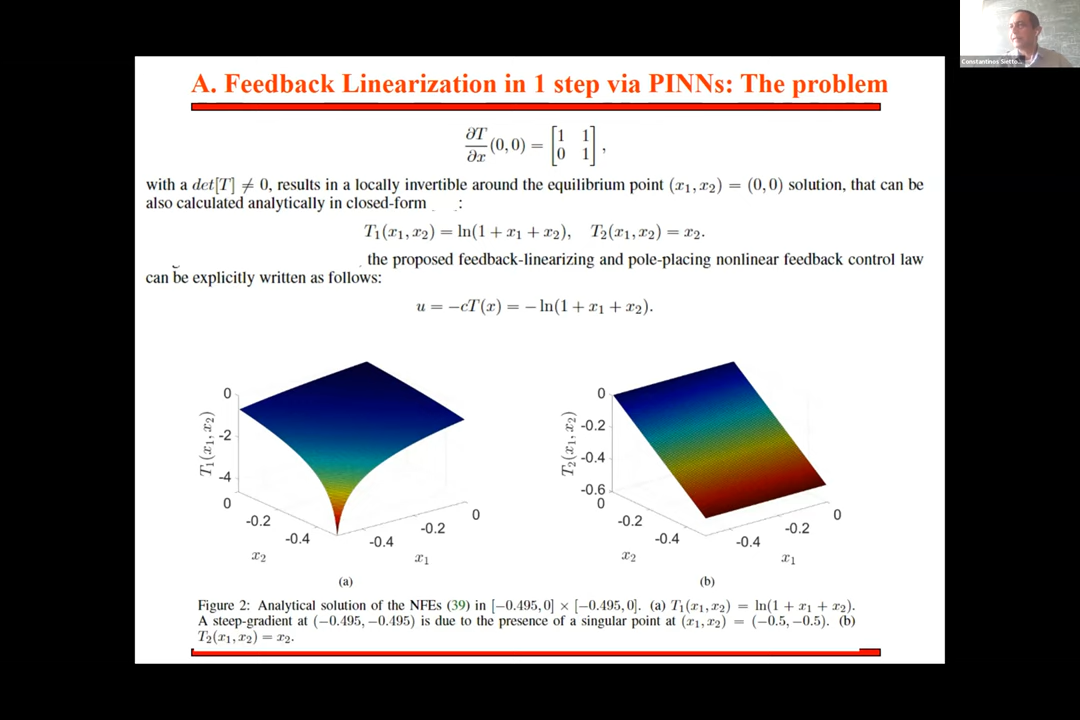 Constantinos Sietto...
A. Feedback Linearization in 1 step via PINNs: The problem
∂T/∂x (0,0) = [1 1; 0 1],
with a det[T] ≠ 0, results in a locally invertible around the equilibrium point (x₁, x₂) = (0,0) solution, that can be
also calculated analytically in closed-form :
T₁(x₁, x₂) = ln(1 + x₁ + x₂), T₂(x₁, x₂) = x₂.
the proposed feedback-linearizing and pole-placing nonlinear feedback control law
can be explicitly written as follows:
u = −cT(x) = − ln(1 + x₁ + x₂).
T₁(x₁, x₂)
0
-2
-4
0
-0.2
-0.4
x₂
-0.4
-0.2
0
x₁
(a)
T₂(x₁, x₂)
0
-0.2
-0.4
-0.6
0
-0.2
-0.4
x₂
-0.4
-0.2
0
x₁
(b)
Figure 2: Analytical solution of the NFEs (39) in [−0.495, 0] × [−0.495, 0]. (a) T₁(x₁, x₂) = ln(1 + x₁ + x₂).
A steep-gradient at (−0.495, −0.495) is due to the presence of a singular point at (x₁, x₂) = (−0.5, −0.5). (b)
T₂(x₁, x₂) = x₂.